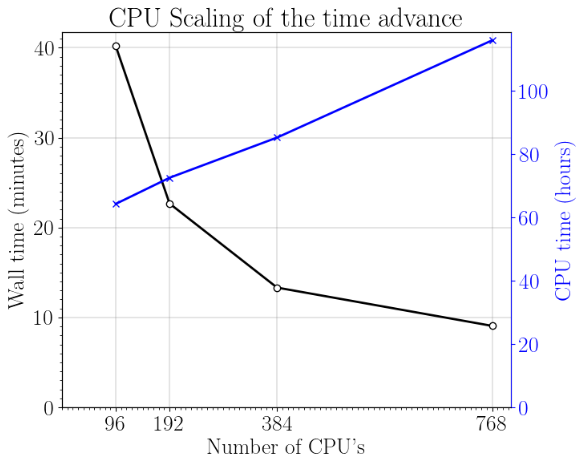 CPU Scaling of the time advance
40
30
20
10
0
Wall time (minutes)
100
80
60
40
20
0
CPU time (hours)
96 192 384 768
Number of CPU's